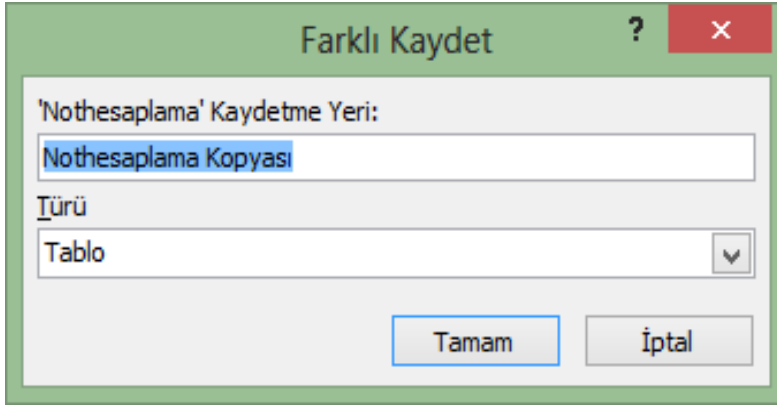 Farklı Kaydet ?
'Nothesaplama' Kaydetme Yeri:
Nothesaplama Kopyası
Türü
Tablo
Tamam İptal